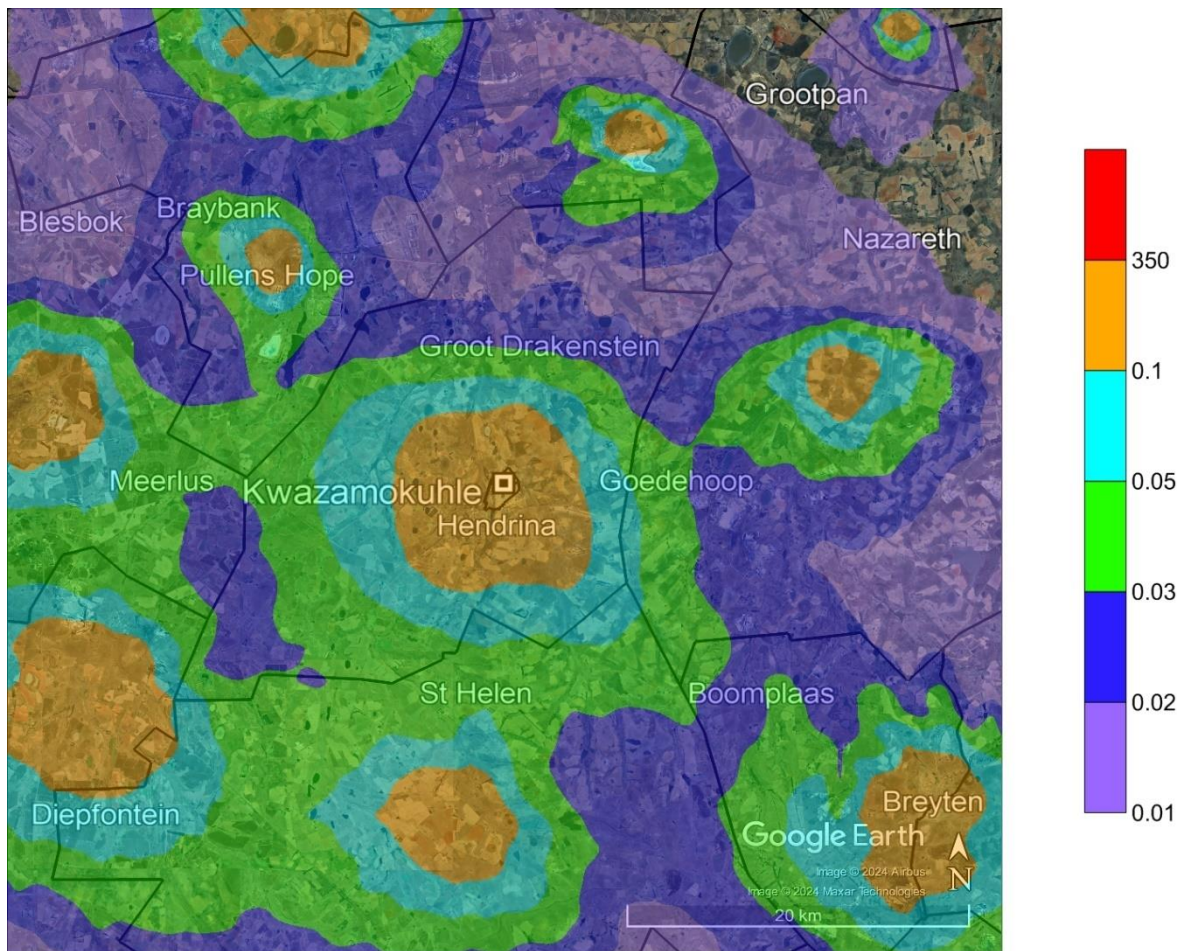 Grootpan
Blesbok
Braybank
Nazareth
Pullens Hope
350
Groot Drakenstein
0.1
Meerlus
Kwazamokuhle
Goedehoop
0.05
Hendrina
0.03
St Helen
Boomplaas
0.02
Diepfontein
Breyten
0.01
Google Earth
Image © 2024 Airbus
Image © 2024 Maxar Technologies
N
20 km